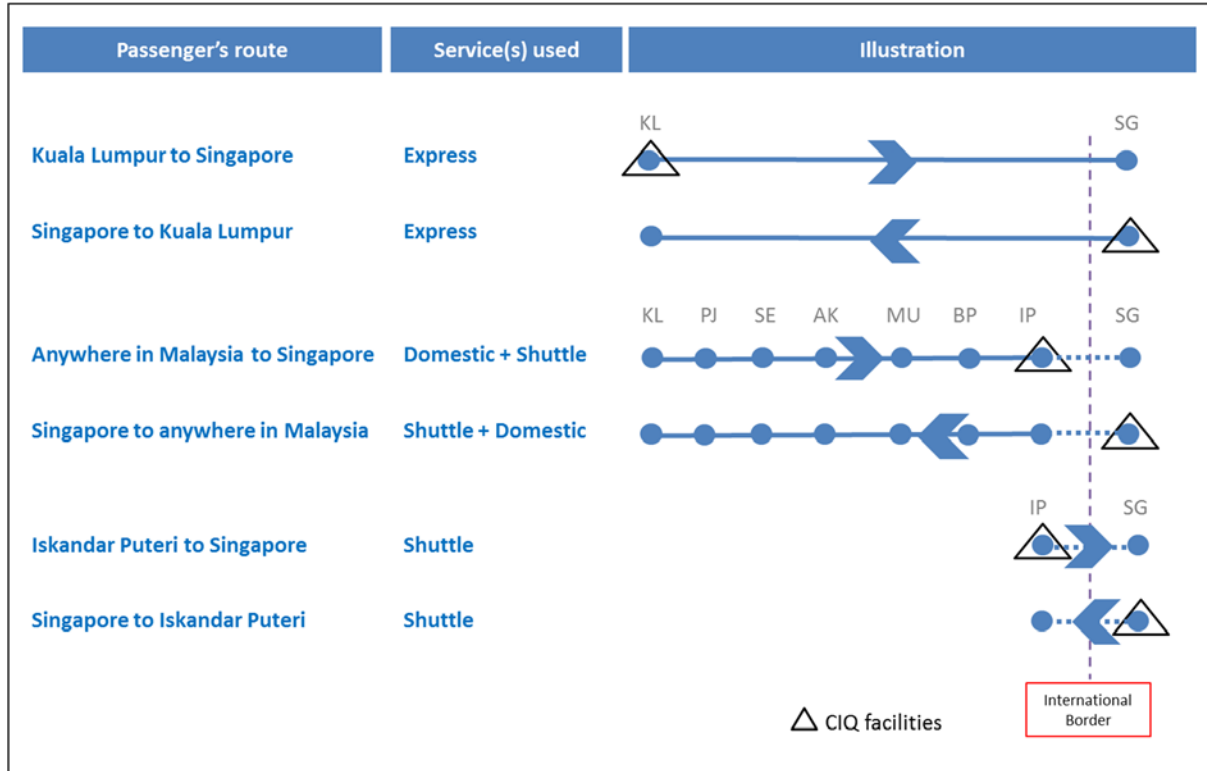 Passenger's route Service(s) used Illustration
KL SG
Kuala Lumpur to Singapore Express
Singapore to Kuala Lumpur Express
KL PJ SE AK MU BP IP SG
Anywhere in Malaysia to Singapore Domestic + Shuttle
Singapore to anywhere in Malaysia Shuttle + Domestic
IP SG
Iskandar Puteri to Singapore Shuttle
Singapore to Iskandar Puteri Shuttle
International
Border
CIQ facilities